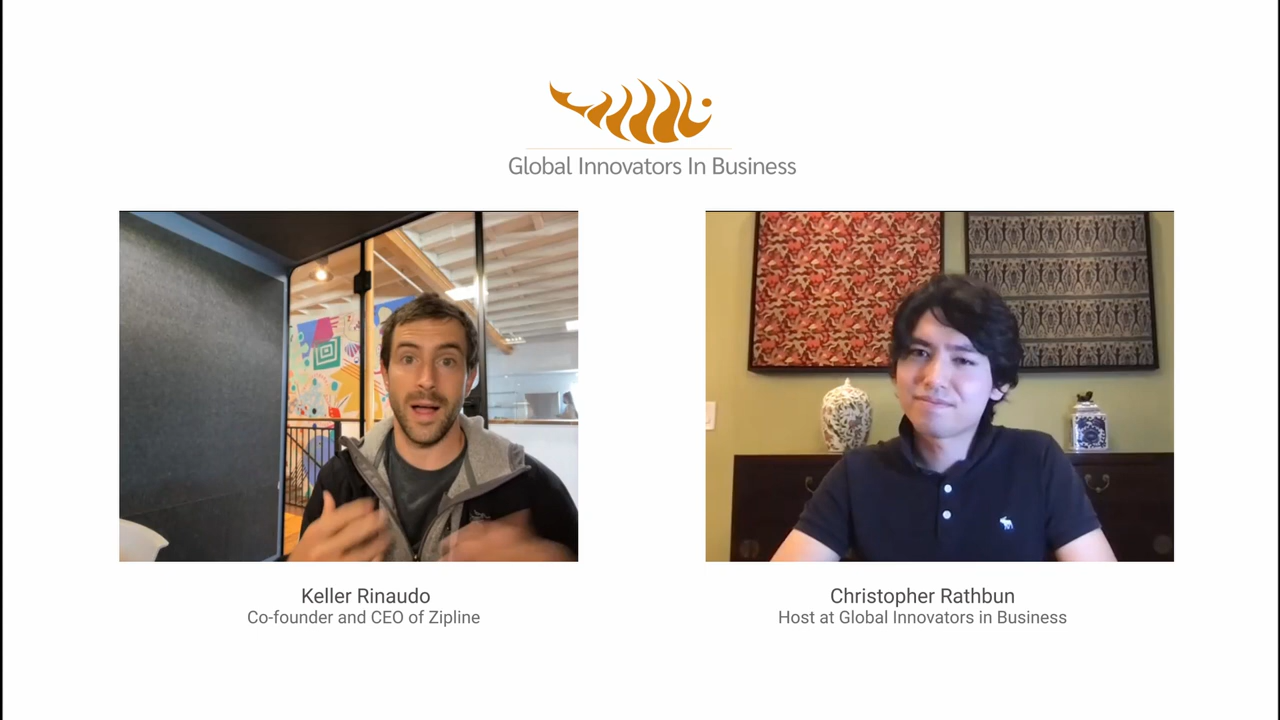 Global Innovators In Business
Keller Rinaudo
Co-founder and CEO of Zipline
Christopher Rathbun
Host at Global Innovators in Business